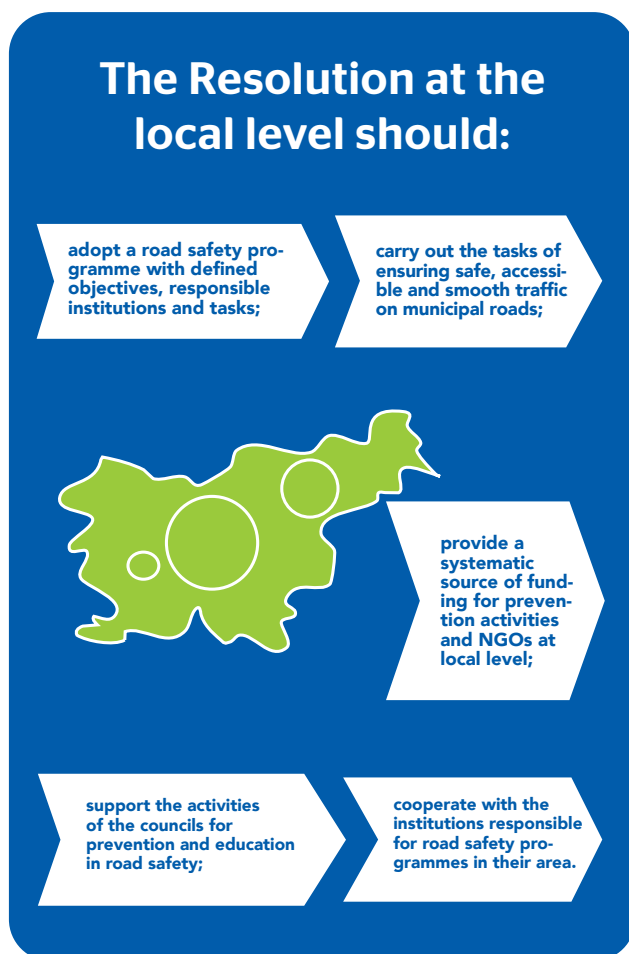 The Resolution at the
local level should:
adopt a road safety pro-
gramme with defined
objectives, responsible
institutions and tasks;
carry out the tasks of
ensuring safe, accessi-
ble and smooth traffic
on municipal roads;
provide a
systematic
source of fund-
ing for preven-
tion activities
and NGOs at
local level;
support the activities
of the councils for
prevention and education
in road safety;
cooperate with the
institutions responsible
for road safety pro-
grammes in their area.